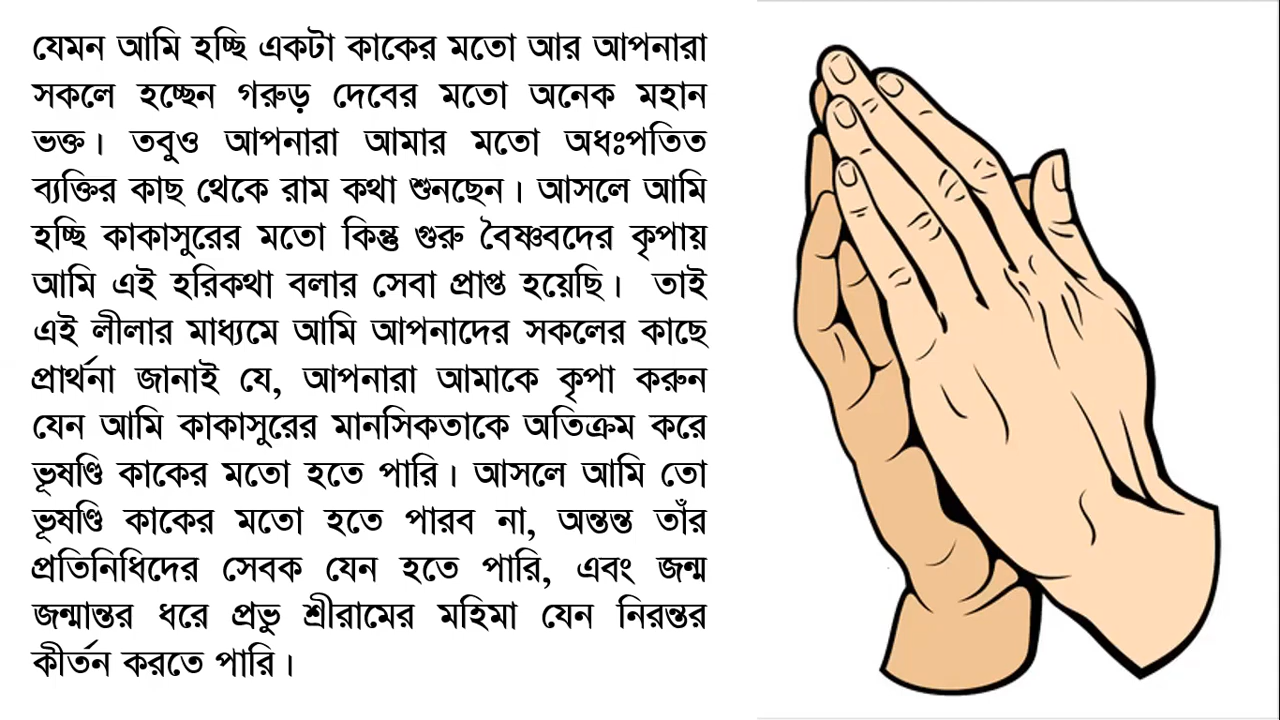 যেমন আমি হচ্ছি একটা কাকের মতো আর আপনারা
সকলে হচ্ছেন গরুড় দেবের মতো অনেক মহান
ভক্ত। তবুও আপনারা আমার মতো অধঃপতিত
ব্যক্তির কাছ থেকে রাম কথা শুনছেন। আসলে আমি
হচ্ছি কাকাসুরের মতো কিন্তু গুরু বৈষ্ণবদের কৃপায়
আমি এই হরিকথা বলার সেবা প্রাপ্ত হয়েছি। তাই
এই লীলার মাধ্যমে আমি আপনাদের সকলের কাছে
প্রার্থনা জানাই যে, আপনারা আমাকে কৃপা করুন
যেন আমি কাকাসুরের মানসিকতাকে অতিক্রম করে
ভূষণ্ডি কাকের মতো হতে পারি। আসলে আমি তো
ভূষণ্ডি কাকের মতো হতে পারব না, অন্তত তাঁর
প্রতিনিধিদের সেবক যেন হতে পারি, এবং জন্ম
জন্মান্তর ধরে প্রভু শ্রীরামের মহিমা যেন নিরন্তর
কীর্তন করতে পারি।